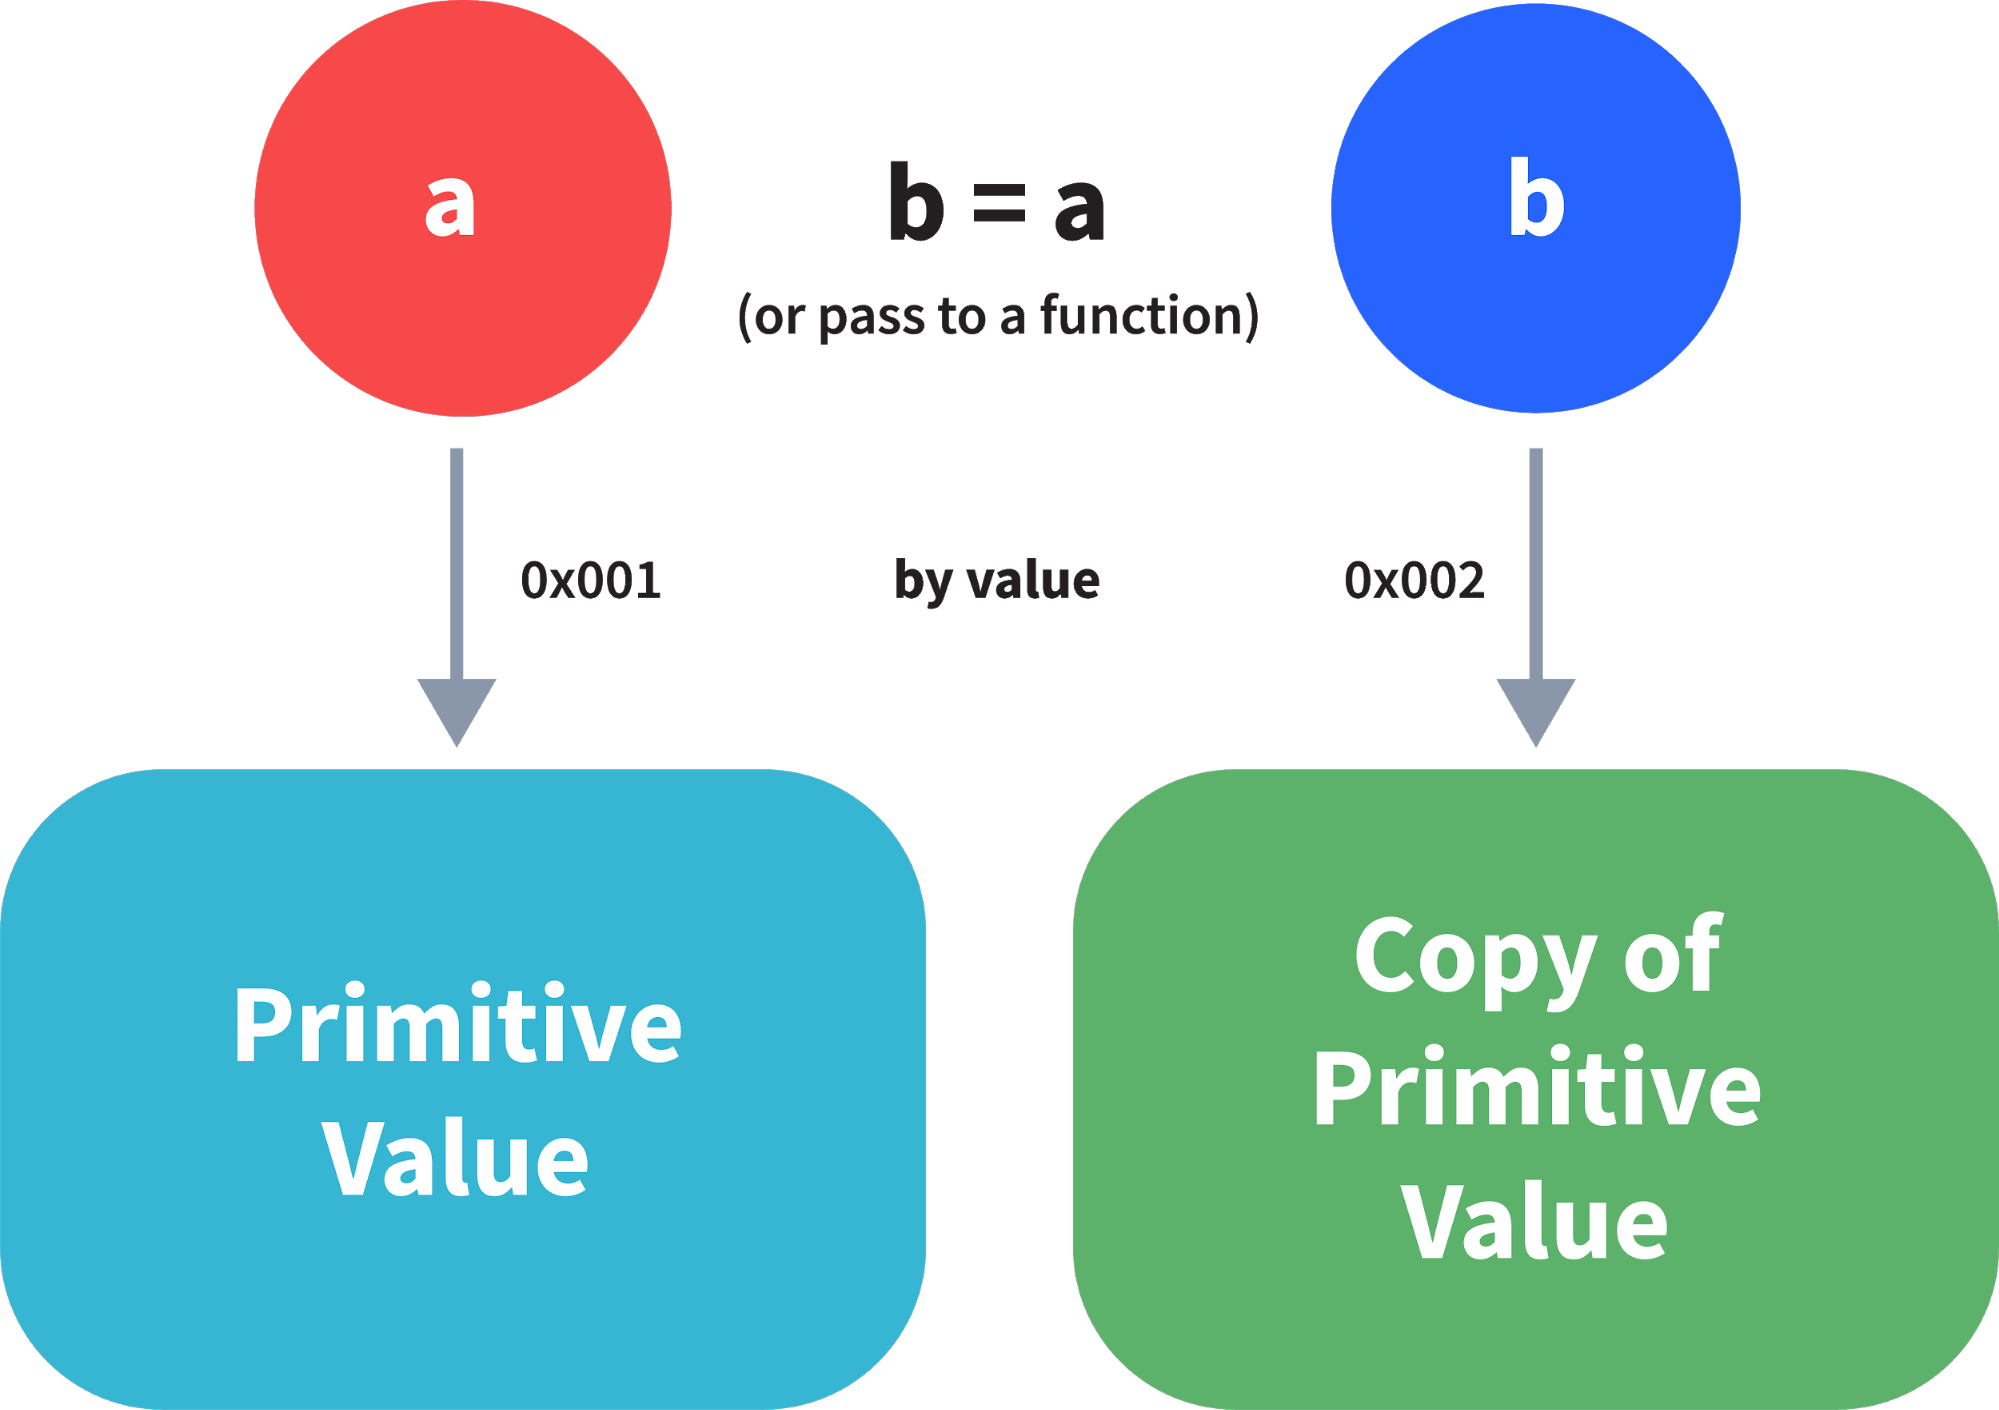 a
b = a
(or pass to a function)
b
0x001
by value
0x002
Primitive
Value
Copy of
Primitive
Value